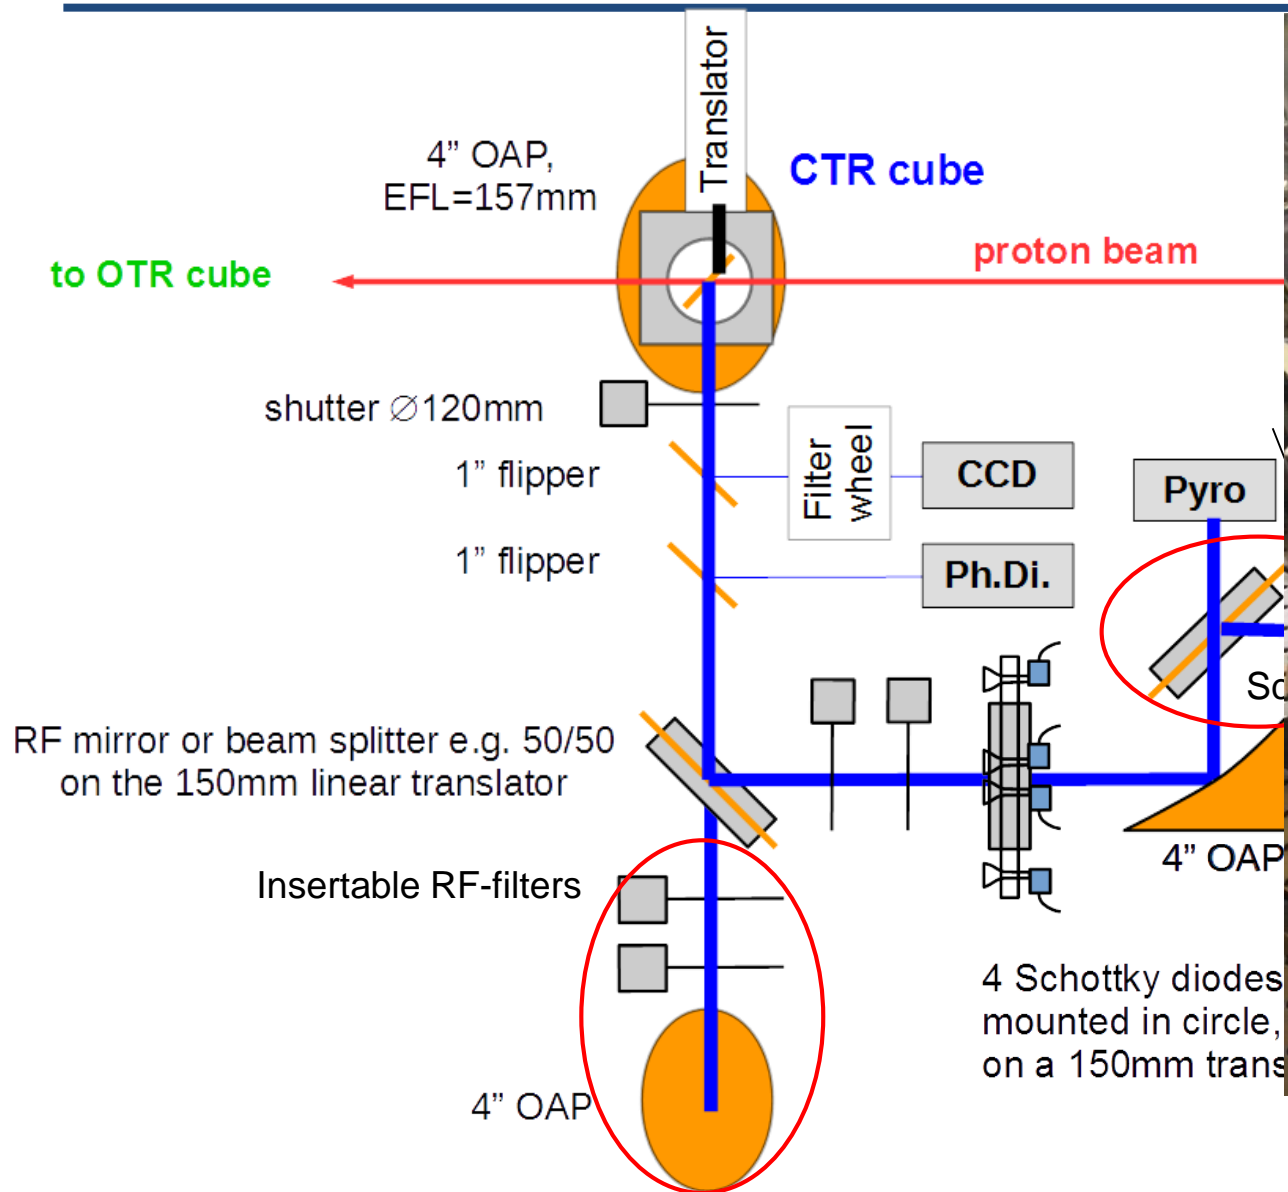 Translator
4” OAP,
EFL=157mm
CTR cube
proton beam
to OTR cube
shutter ∅120mm
1” flipper
Filter
wheel
CCD
Pyro
1” flipper
Ph.Di.
RF mirror or beam splitter e.g. 50/50
on the 150mm linear translator
4” OAP
Insertable RF-filters
4 Schottky diodes
mounted in circle,
on a 150mm
4” OAP